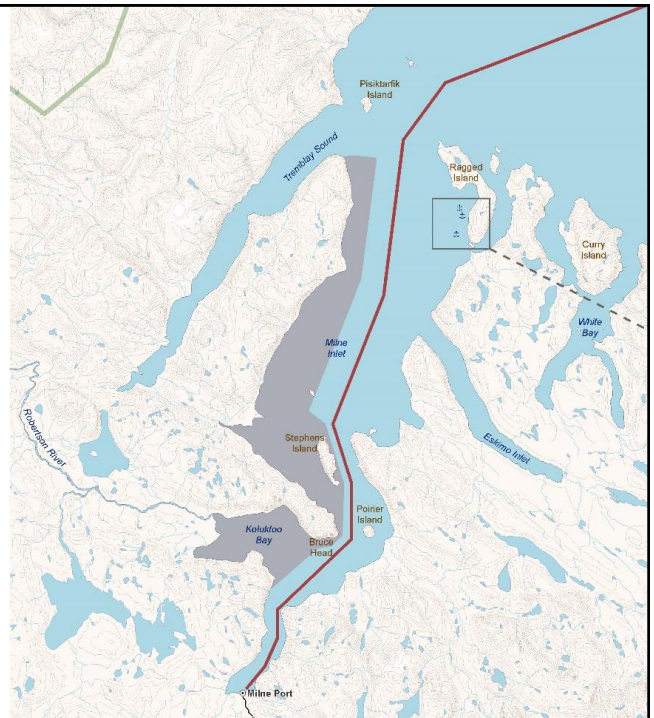 Pisiktarfik
Island
Tremblay Sound
Ragged
Island
Curry
Island
White
Bay
Milne
Inlet
Eskimo Inlet
Robertson River
Stephens
Island
Poirier
Island
Koluktoo
Bay
Bruce
Head
Milne Port